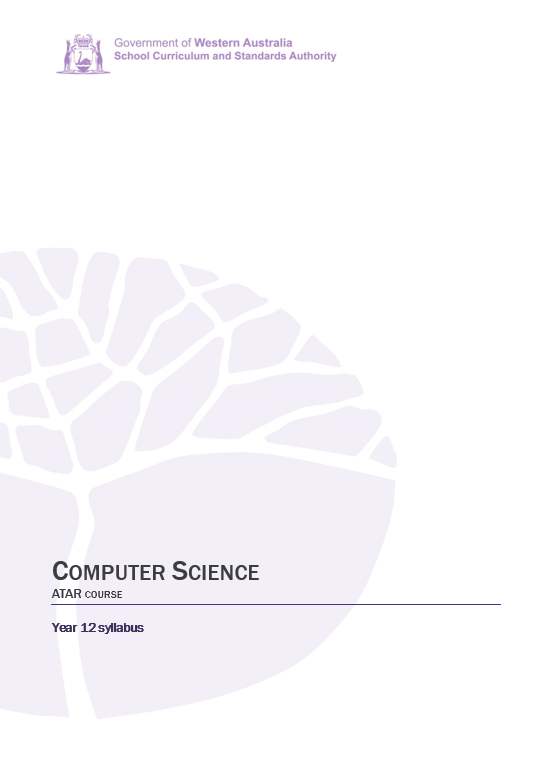 Government of Western Australia
School Curriculum and Standards Authority
COMPUTER SCIENCE
ATAR COURSE
Year 12 syllabus